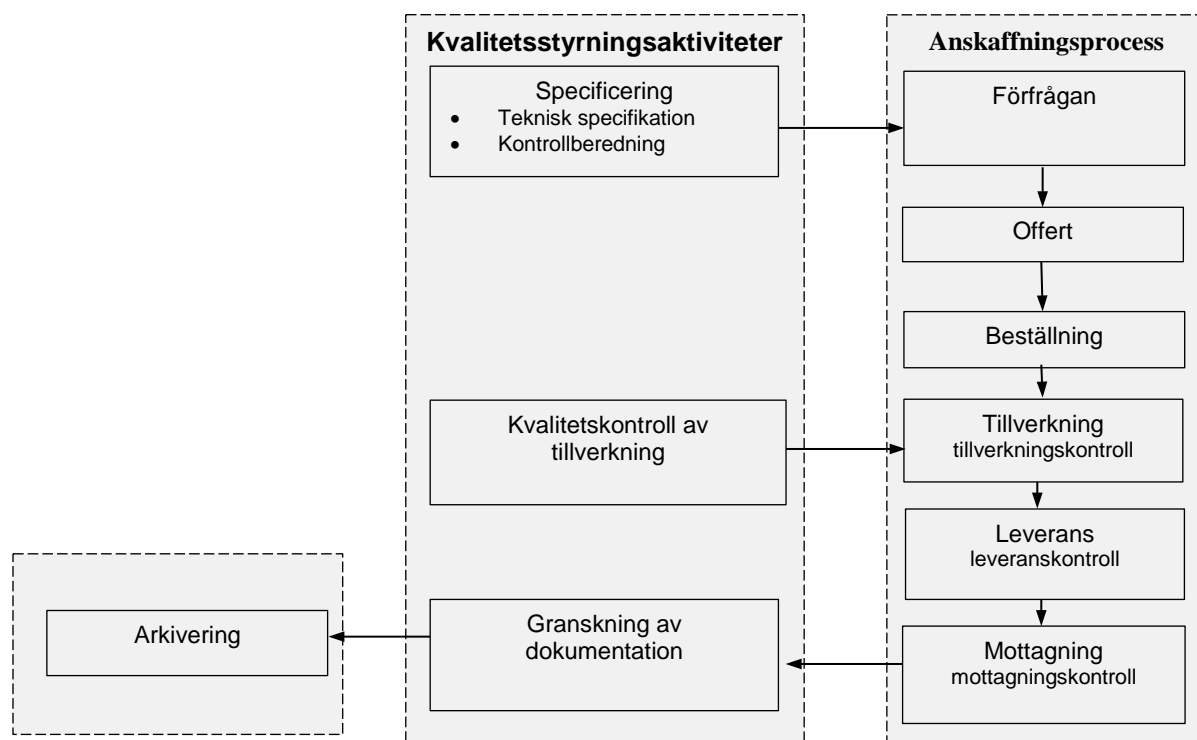 Kvalitetsstyrningsaktiviteter
Specificering
• Teknisk specifikation
• Kontrollberedning
Kvalitetskontroll av
tillverkning
Granskning av
dokumentation
Arkivering
Anskaffningsprocess
Förfrågan
Offert
Beställning
Tillverkning
tillverkningskontroll
Leverans
leveranskontroll
Mottagning
mottagningskontroll